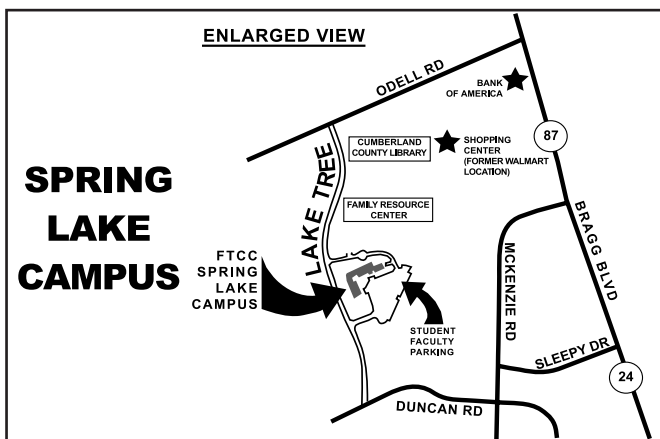 ENLARGED VIEW
SPRING
LAKE
CAMPUS
ODELL RD
BANK
OF AMERICA
87
CUMBERLAND
COUNTY LIBRARY
SHOPPING
CENTER
(FORMER WALMART
LOCATION)
LAKE TREE
FAMILY RESOURCE
CENTER
BRAGG BLVD
MCKENZIE RD
FTCC
SPRING
LAKE
CAMPUS
STUDENT
FACULTY
PARKING
SLEEPY DR
24
DUNCAN RD